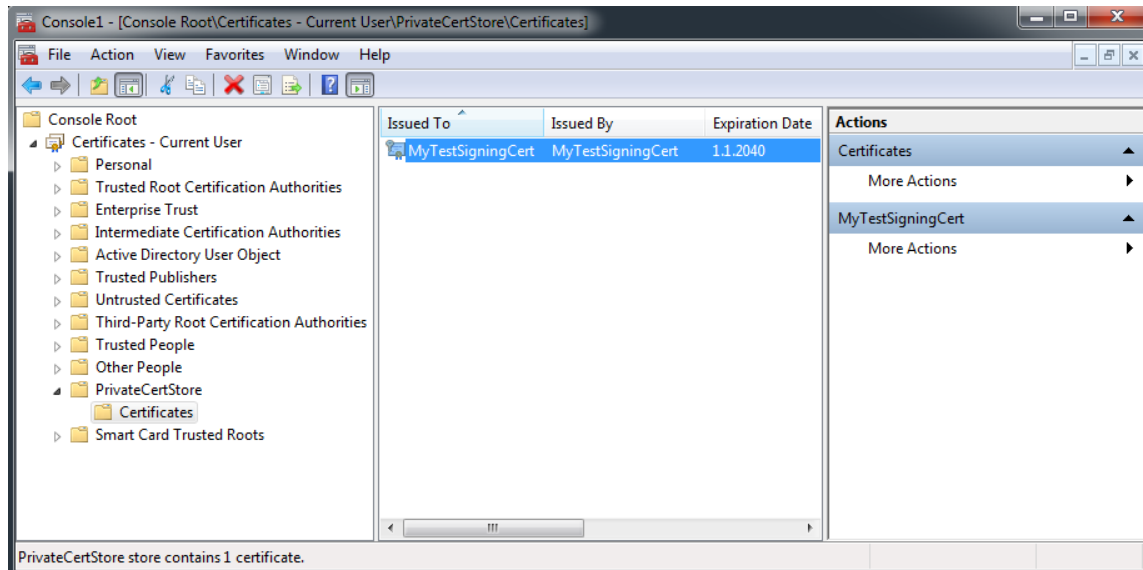 Console1 - [Console Root\Certificates - Current User\PrivateCertStore\Certificates]
File Action View Favorites Window Help
Console Root
Certificates - Current User
Personal
Trusted Root Certification Authorities
Enterprise Trust
Intermediate Certification Authorities
Active Directory User Object
Trusted Publishers
Untrusted Certificates
Third-Party Root Certification Authorities
Trusted People
Other People
PrivateCertStore
Certificates
Smart Card Trusted Roots
Issued To Issued By Expiration Date
MyTestSigningCert MyTestSigningCert 1.1.2040
Actions
Certificates
More Actions
MyTestSigningCert
More Actions
PrivateCertStore store contains 1 certificate.